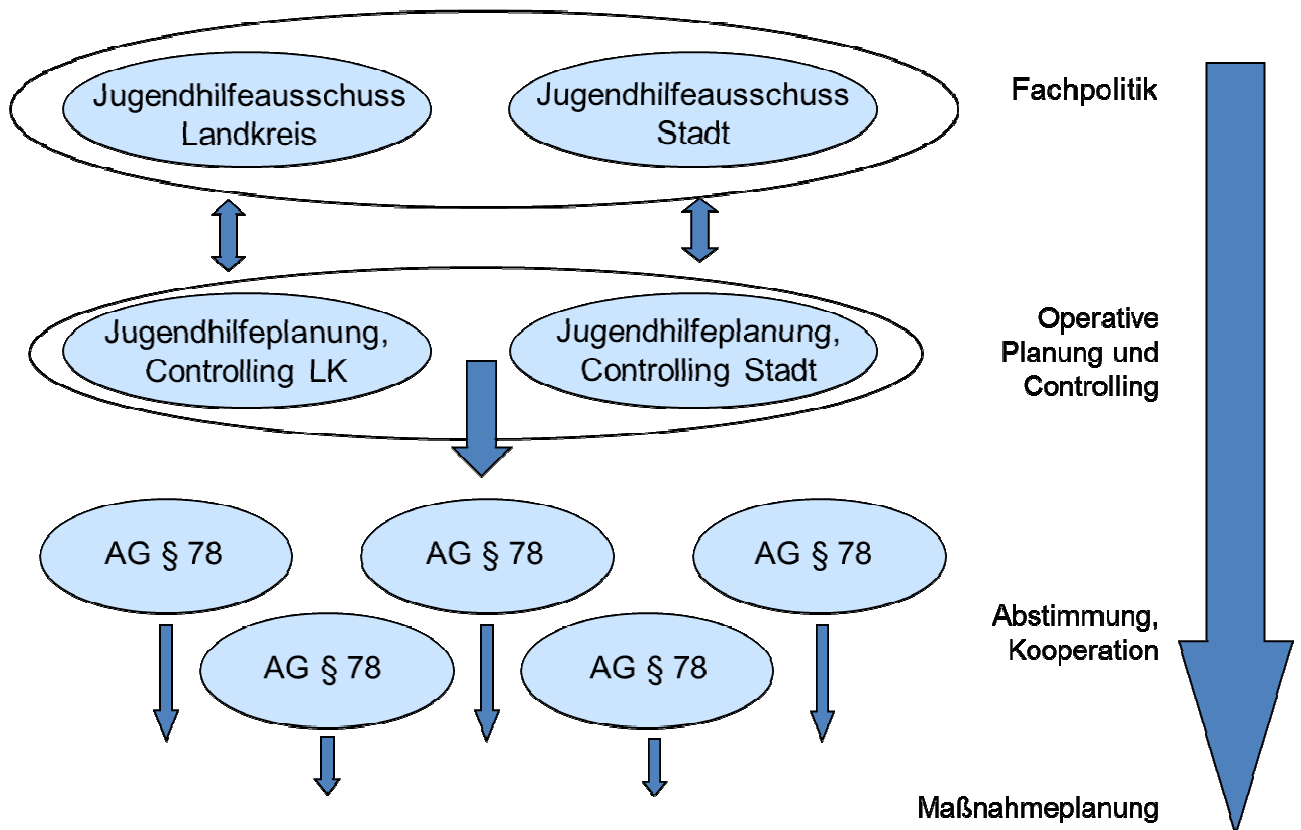 Jugendhilfeausschuss
Landkreis
Jugendhilfeausschuss
Stadt
Fachpolitik
Jugendhilfeplanung,
Controlling LK
Jugendhilfeplanung,
Controlling Stadt
Operative
Planung und
Controlling
AG § 78
AG § 78
AG § 78
AG § 78
AG § 78
Abstimmung,
Kooperation
Maßnahmeplanung